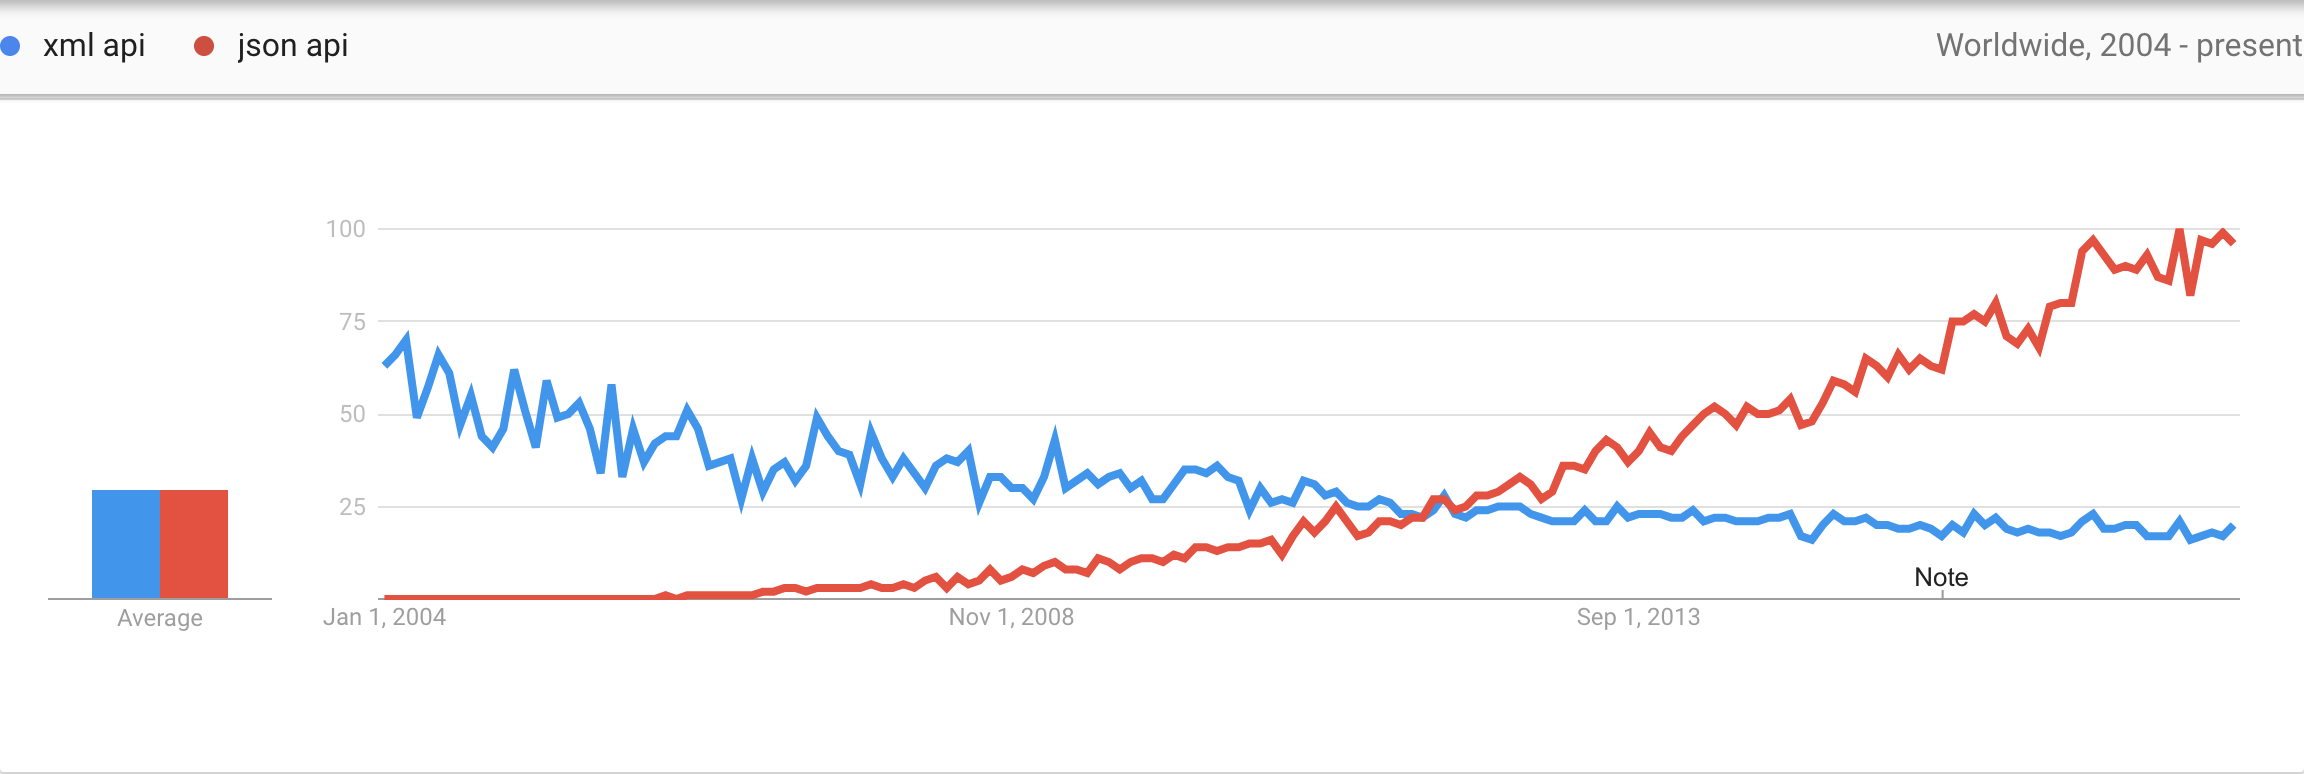 xml api json api Worldwide, 2004 - present
100
75
50
25
Note
Average Jan 1, 2004 Nov 1, 2008 Sep 1, 2013